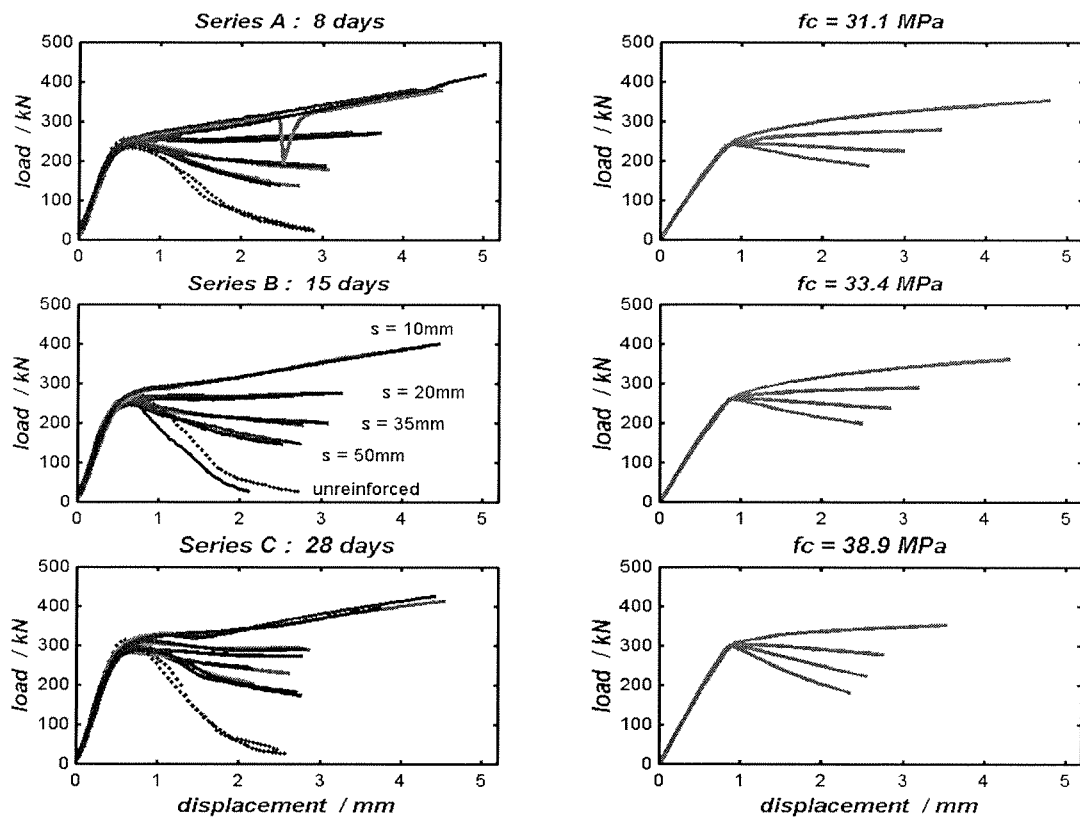 Series A : 8 days
fc = 31.1 MPa
500
400
300
200
100
0
load / kN
0 1 2 3 4 5
500
400
300
200
100
0
load / kN
0 1 2 3 4 5
Series B : 15 days
fc = 33.4 MPa
500
400
300
200
100
0
load / kN
s = 10mm
s = 20mm
s = 35mm
s = 50mm
unreinforced
0 1 2 3 4 5
500
400
300
200
100
0
load / kN
0 1 2 3 4 5
Series C : 28 days
fc = 38.9 MPa
500
400
300
200
100
0
load / kN
0 1 2 3 4 5
displacement / mm
500
400
300
200
100
0
load / kN
0 1 2 3 4 5
displacement / mm